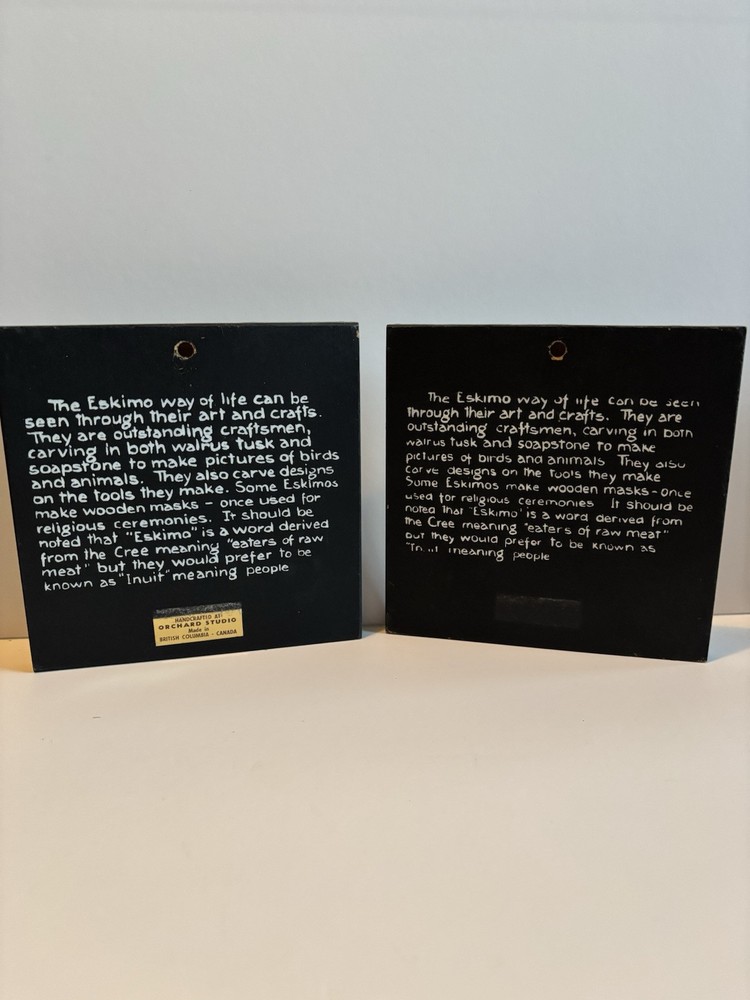 The Eskimo way of life can be
seen through their art and crafts.
They are outstanding craftsmen,
carving in both walrus tusk and
soapstone to make pictures of birds
and animals. They also carve designs
on the tools they make. Some Eskimos
make wooden masks - once used for
religious ceremonies. It should be
noted that "Eskimo" is a word derived
from the Cree meaning "eaters of raw
meat" but they would prefer to be
known as "Inuit" meaning people
HANDCRAFTED AT
ORCHARD STUDIO
Made in
BRITISH COLUMBIA - CANADA
The Eskimo way of life can be seen
through their art and crafts. They are
outstanding craftsmen, carving in both
walrus tusk and soapstone to make
pictures of birds and animals They also
carve designs on the tools they make
Some Eskimos make wooden masks - once
used for religious ceremonies It should be
noted that "Eskimo" is a word derived from
the Cree meaning "eaters of raw meat"
but they would prefer to be known as
meaning people